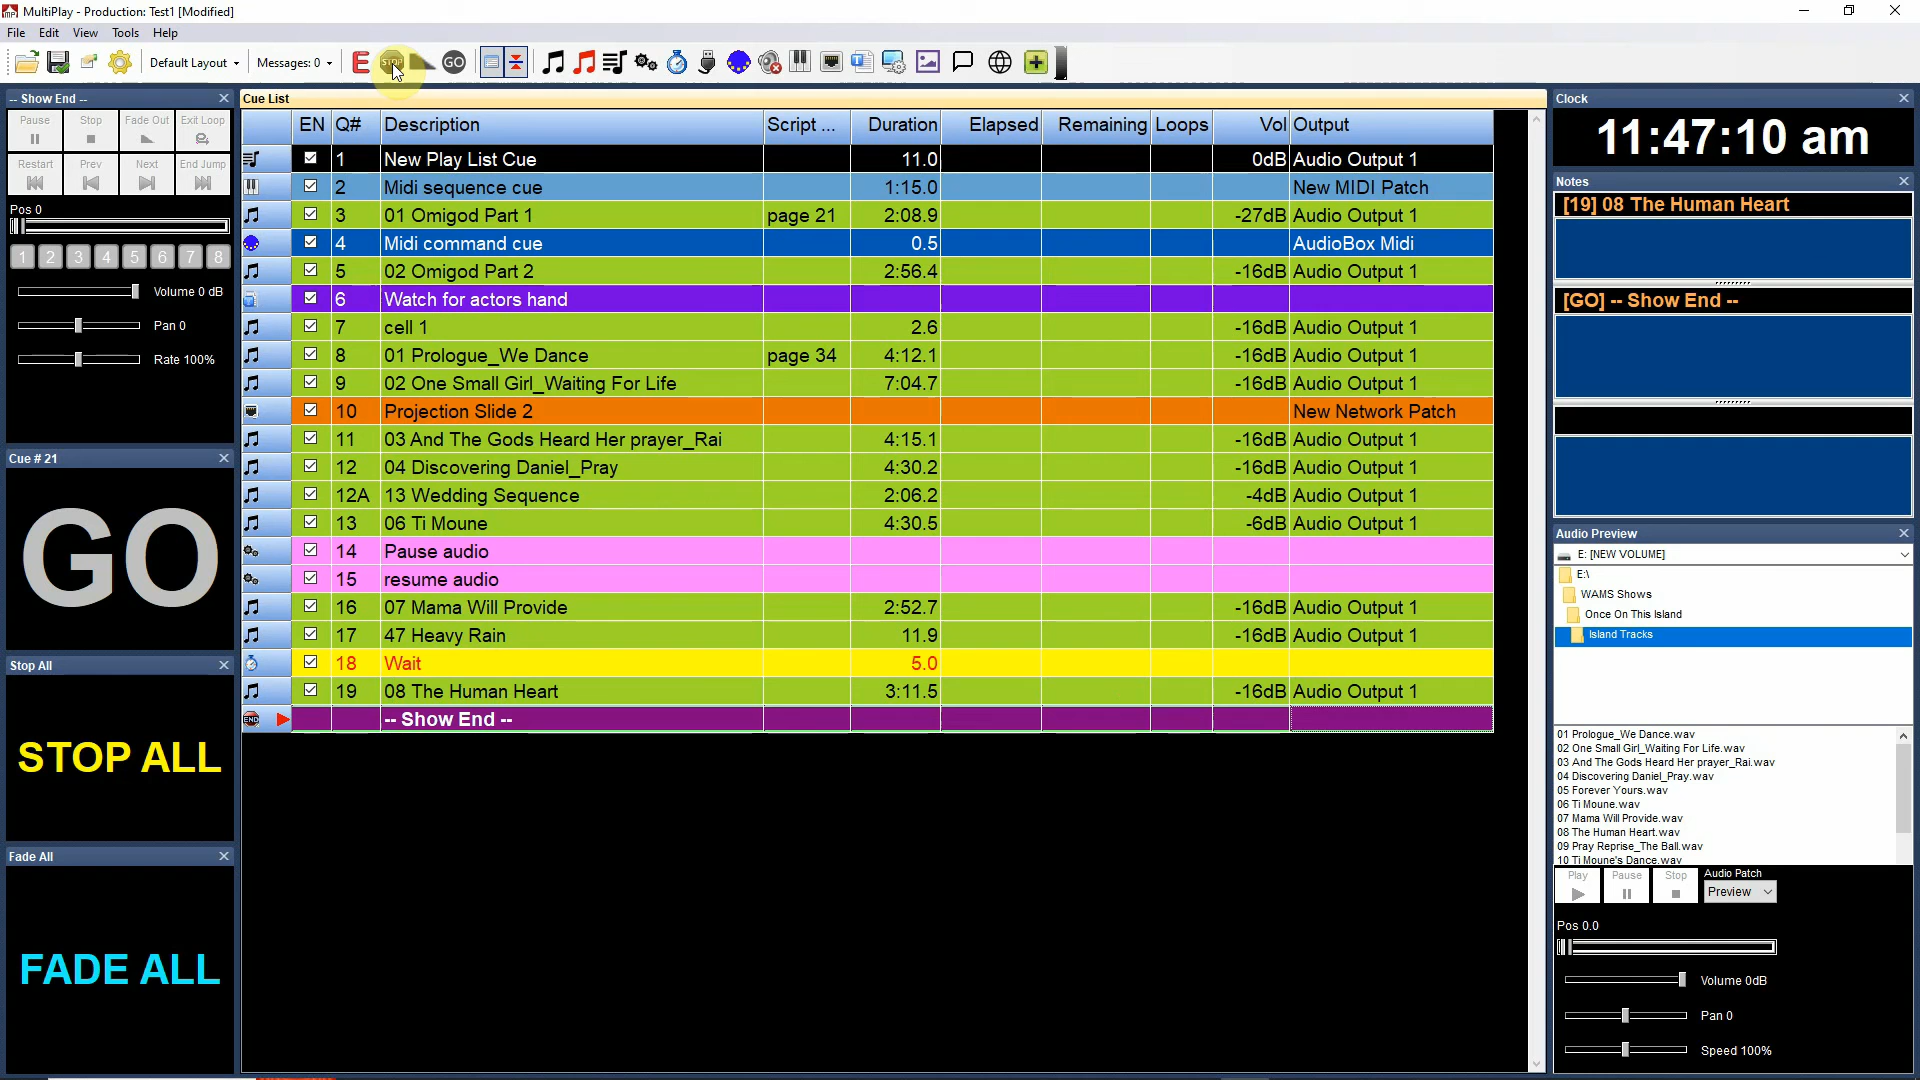 MultiPlay - Production: Test1 [Modified]
File Edit View Tools Help
Default Layout Messages: 0 E STOP GO
-- Show End --
Pause Stop Fade Out Exit Loop
Restart Prev Next End Jump
Pos 0
1 2 3 4 5 6 7 8
Volume 0 dB
Pan 0
Rate 100%
Cue # 21
GO
Stop All
STOP ALL
Fade All
FADE ALL
Cue List
EN Q# Description Script ... Duration Elapsed Remaining Loops Vol Output
1 New Play List Cue 11.0 0dB Audio Output 1
2 Midi sequence cue 1:15.0 New MIDI Patch
3 01 Omigod Part 1 page 21 2:08.9 -27dB Audio Output 1
4 Midi command cue 0.5 AudioBox Midi
5 02 Omigod Part 2 2:56.4 -16dB Audio Output 1
6 Watch for actors hand
7 cell 1 2.6 -16dB Audio Output 1
8 01 Prologue_We Dance page 34 4:12.1 -16dB Audio Output 1
9 02 One Small Girl_Waiting For Life 7:04.7 -16dB Audio Output 1
10 Projection Slide 2 New Network Patch
11 03 And The Gods Heard Her prayer_Rai 4:15.1 -16dB Audio Output 1
12 04 Discovering Daniel_Pray 4:30.2 -16dB Audio Output 1
12A 13 Wedding Sequence 2:06.2 -4dB Audio Output 1
13 06 Ti Moune 4:30.5 -6dB Audio Output 1
14 Pause audio
15 resume audio
16 07 Mama Will Provide 2:52.7 -16dB Audio Output 1
17 47 Heavy Rain 11.9 -16dB Audio Output 1
18 Wait 5.0
19 08 The Human Heart 3:11.5 -16dB Audio Output 1
END -- Show End --
Clock
11:47:10 am
Notes
[19] 08 The Human Heart
[GO] -- Show End --
Audio Preview
E: [NEW VOLUME]
E:\
WAMS Shows
Once On This Island
Island Tracks
01 Prologue_We Dance.wav
02 One Small Girl_Waiting For Life.wav
03 And The Gods Heard Her prayer_Rai.wav
04 Discovering Daniel_Pray.wav
05 Forever Yours.wav
06 Ti Moune.wav
07 Mama Will Provide.wav
08 The Human Heart.wav
09 Pray Reprise_The Ball.wav
10 Ti Moune's Dance.wav
Play Pause Stop Audio Patch
Preview
Pos 0.0
Volume 0dB
Pan 0
Speed 100%